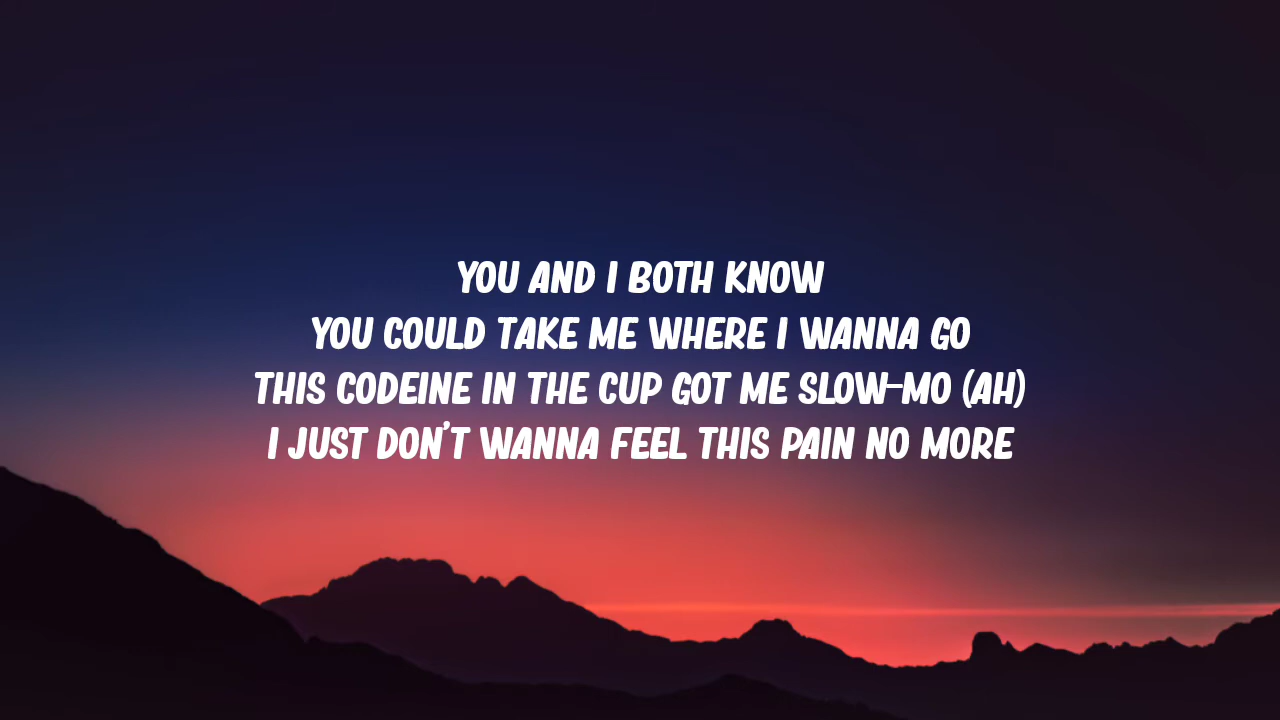 YOU AND I BOTH KNOW
YOU COULD TAKE ME WHERE I WANNA GO
THIS CODEINE IN THE CUP GOT ME SLOW-MO (AH)
I JUST DON'T WANNA FEEL THIS PAIN NO MORE